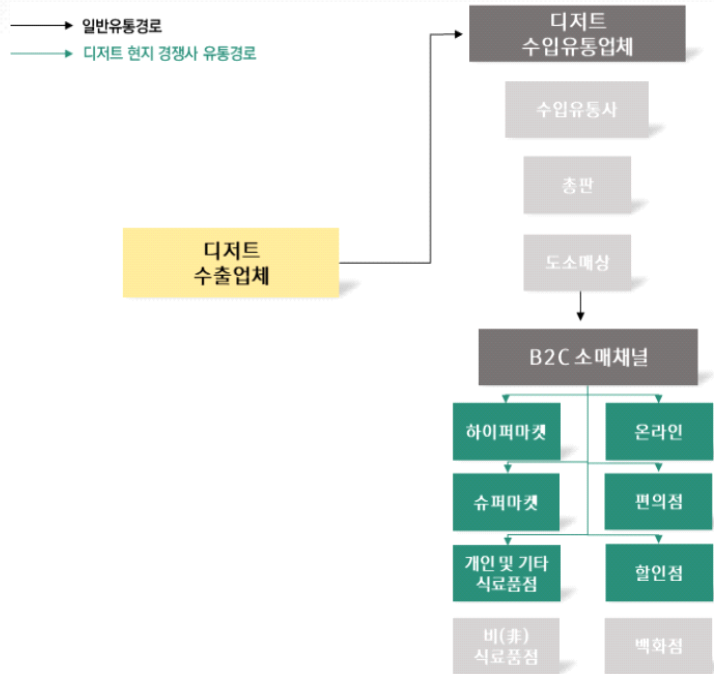 일반유통경로
디저트 현지 경쟁사 유통경로
디저트
수입유통업체
수입유통사
총판
디저트
수출업체
도소매상
B2C 소매채널
하이퍼마켓
온라인
슈퍼마켓
편의점
개인 및 기타
식료품점
할인점
비(非)
식료품점
백화점